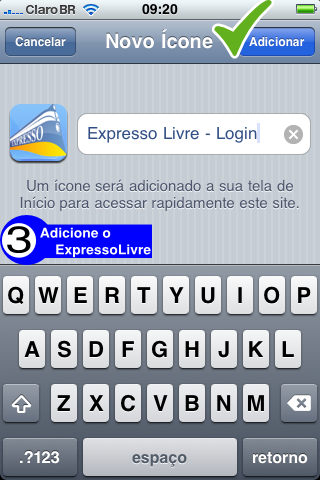 Claro BR 09:20
Cancelar Novo Ícone Adicionar
EXPRESSO
Expresso Livre - Login
Um ícone será adicionado a sua tela de
Início para acessar rapidamente este site.
3 Adicione o
ExpressoLivre
Q W E R T Y U I O P
A S D F G H J K L
Z X C V B N M
.?123 espaço retorno